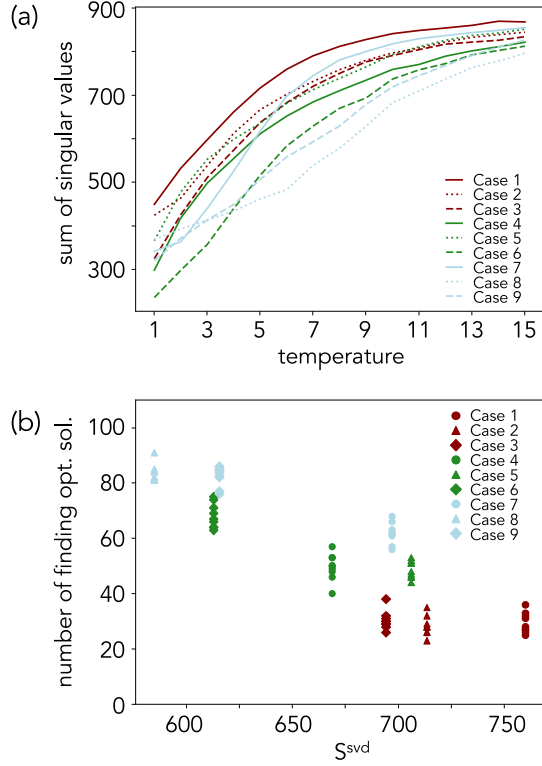 (a)
sum of singular values
900
700
500
300
1
3
5
7
9
11
13
15
temperature
Case 1
Case 2
Case 3
Case 4
Case 5
Case 6
Case 7
Case 8
Case 9
(b)
number of finding opt. sol.
100
80
60
40
20
0
600
650
700
750
Ssvd
Case 1
Case 2
Case 3
Case 4
Case 5
Case 6
Case 7
Case 8
Case 9